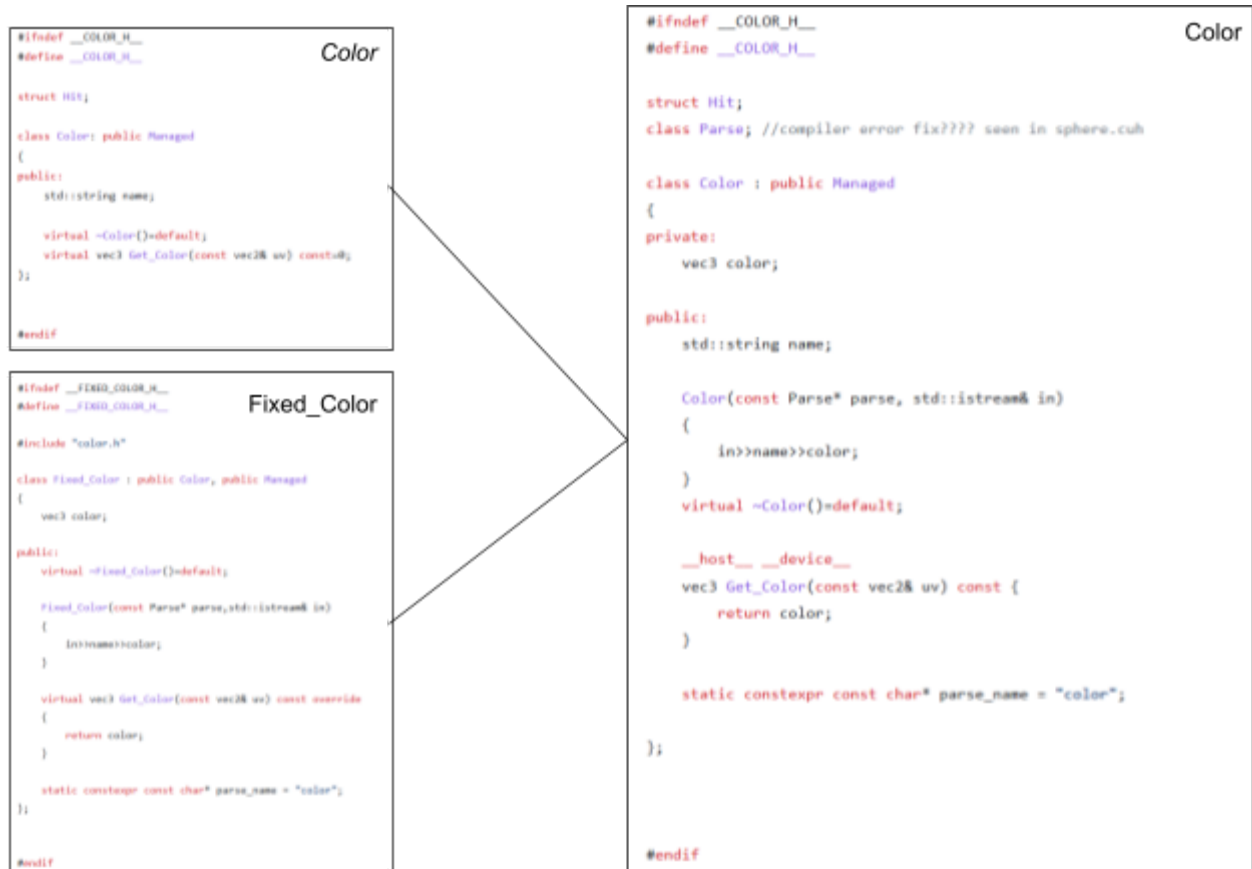 #ifndef __COLOR_H__
#define __COLOR_H__
Color
struct Hit;
class Color: public Managed
{
public:
std::string name;
virtual ~Color()=default;
virtual vec3 Get_Color(const vec2& uv) const=0;
};
#endif
#ifndef __FIXED_COLOR_H__
#define __FIXED_COLOR_H__
Fixed_Color
#include "color.h"
class Fixed_Color : public Color, public Managed
{
vec3 color;
public:
virtual ~Fixed_Color()=default;
Fixed_Color(const Parse* parse,std::istream& in)
{
in>>name>>color;
}
virtual vec3 Get_Color(const vec2& uv) const override
{
return color;
}
static constexpr const char* parse_name = "color";
};
#endif
#ifndef __COLOR_H__
#define __COLOR_H__
Color
struct Hit;
class Parse; //compiler error fix???? seen in sphere.cuh
class Color : public Managed
{
private:
vec3 color;
public:
std::string name;
Color(const Parse* parse, std::istream& in)
{
in>>name>>color;
}
virtual ~Color()=default;
__host__ __device__
vec3 Get_Color(const vec2& uv) const {
return color;
}
static constexpr const char* parse_name = "color";
};
#endif